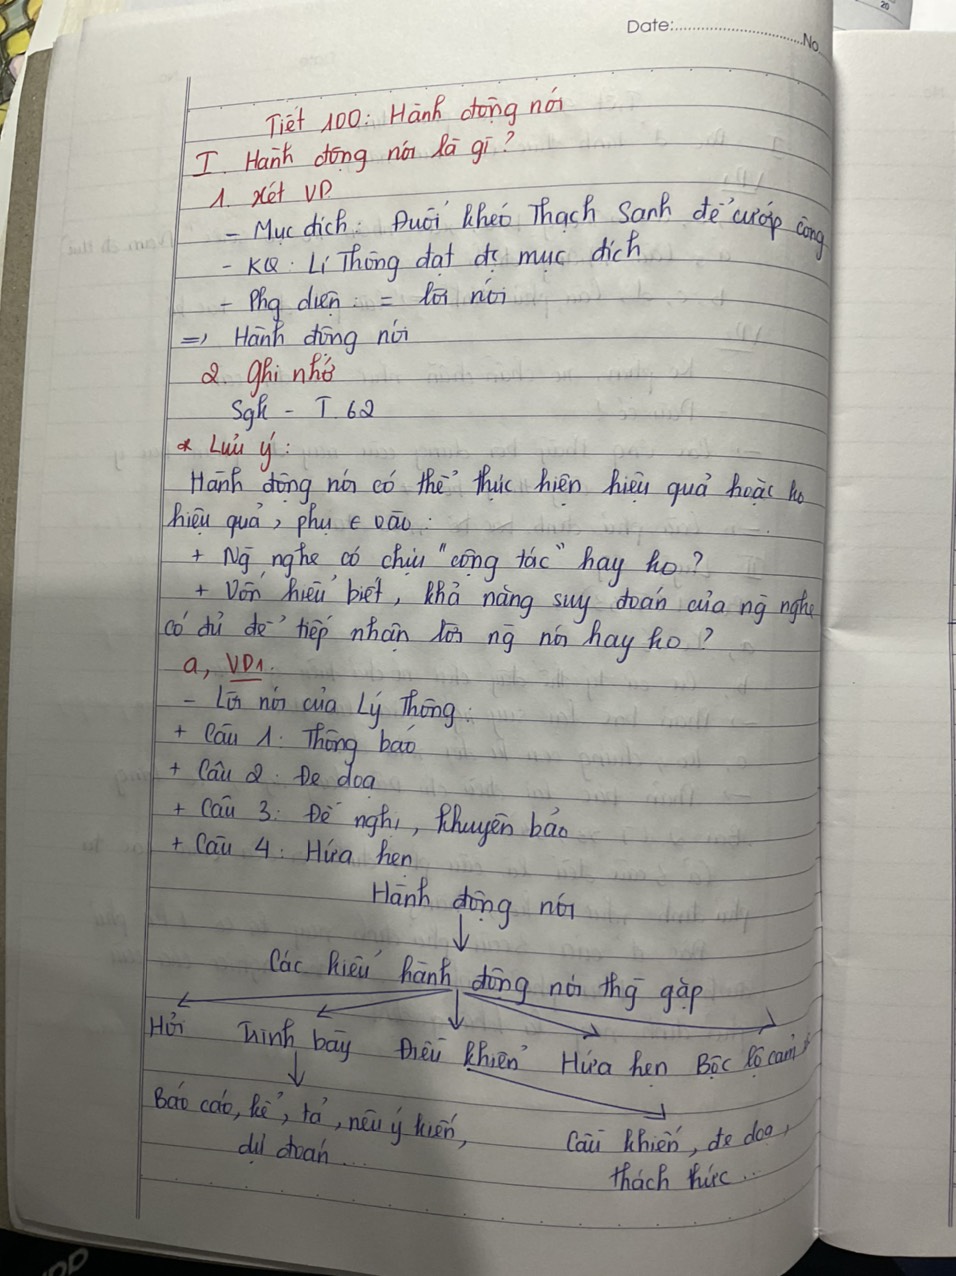 Date:.......................No
20
Tiết 100: Hành động nói
I. Hành động nói là gì?
1. Xét VD
- Mục đích: Đuổi khéo Thạch Sanh để cướp công
- KQ: Lí Thông đạt đc mục đích
- Phg diện: = lời nói
=> Hành động nói
2. Ghi nhớ
Sgk - T.62
* Lưu ý:
Hành động nói có thể thực hiện hiệu quả hoặc ko
hiệu quả, phụ € vào:
+ Ng̃ nghe có chịu "cộng tác" hay ko?
+ Vốn hiểu biết, khả năng suy đoán của ng̃ nghe
có đủ để tiếp nhận lời ng̃ nói hay ko?
a, VD1.
- Lời nói của Lý Thông:
+ Câu 1: Thông báo
+ Câu 2: Đe doạ
+ Câu 3: Đề nghị, khuyên bảo
+ Câu 4: Hứa hẹn
Hành động nói
↓
Các kiểu hành động nói thg̃ gặp
Hỏi Trình bày Điều khiển Hứa hẹn Bộc lộ cảm
Báo cáo, kể, tả, nêu ý kiến, Cầu khiến, đe doạ,
dự đoán... thách thức...